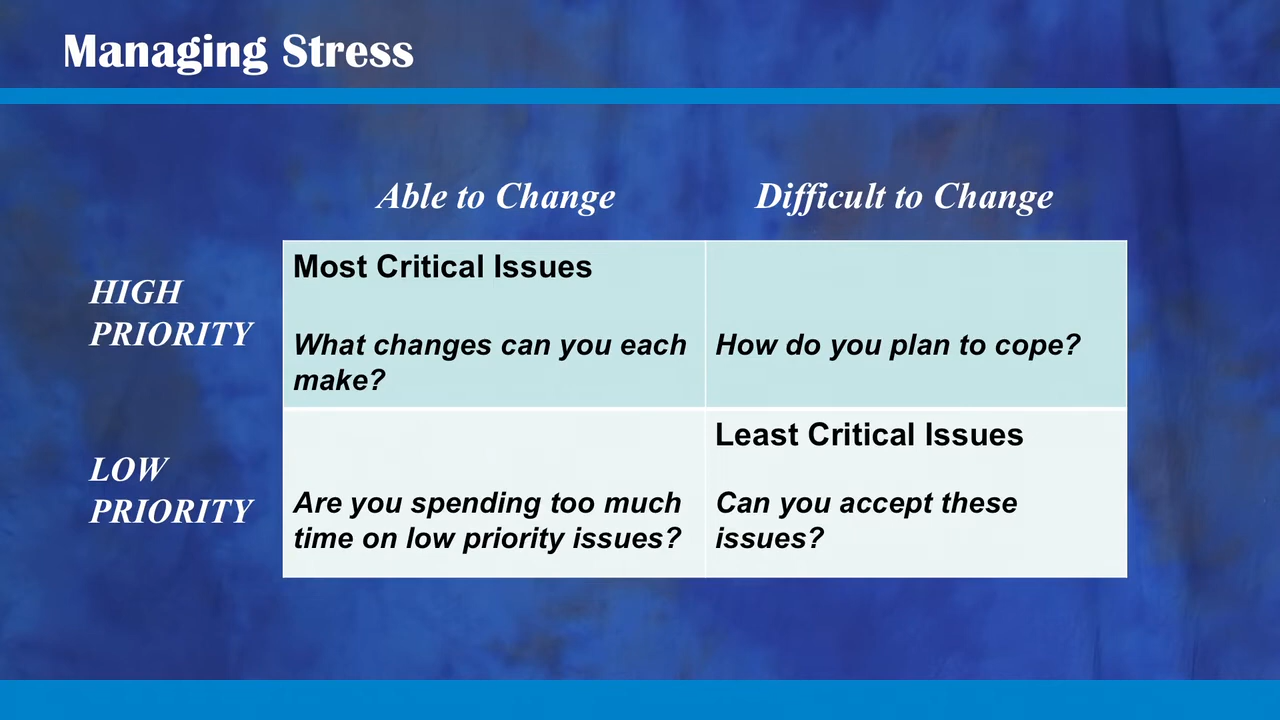 Managing Stress
Able to Change
Difficult to Change
HIGH
PRIORITY
Most Critical Issues
What changes can you each
make?
How do you plan to cope?
LOW
PRIORITY
Are you spending too much
time on low priority issues?
Least Critical Issues
Can you accept these
issues?